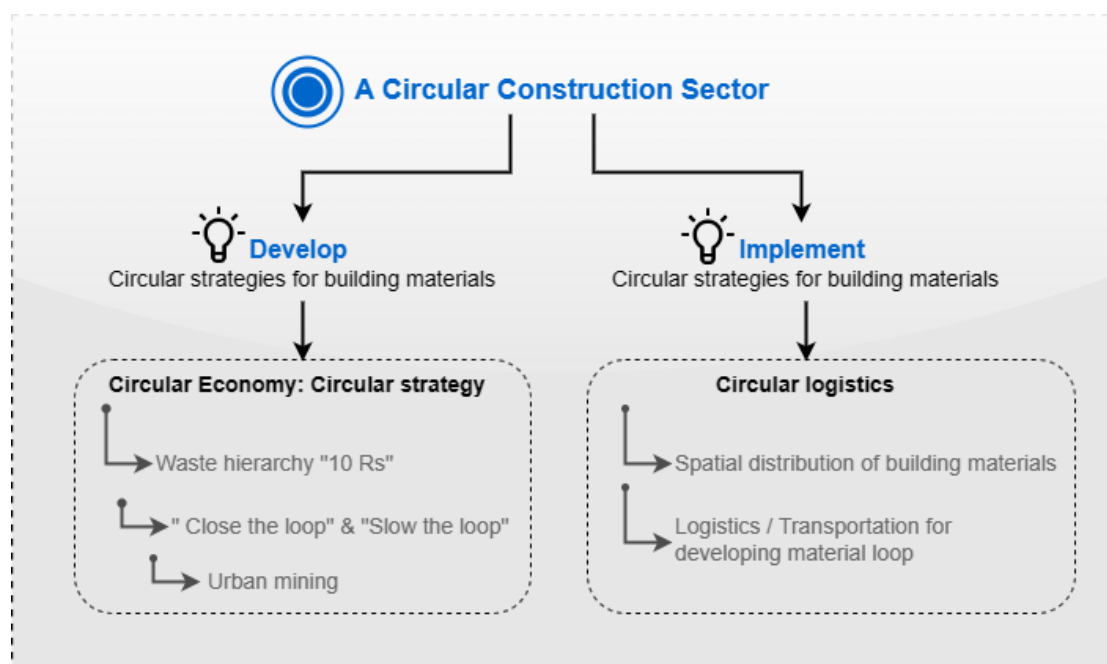 A Circular Construction Sector
Develop
Circular strategies for building materials
Implement
Circular strategies for building materials
Circular Economy: Circular strategy
Waste hierarchy "10 Rs"
" Close the loop" & "Slow the loop"
Urban mining
Circular logistics
Spatial distribution of building materials
Logistics / Transportation for
developing material loop